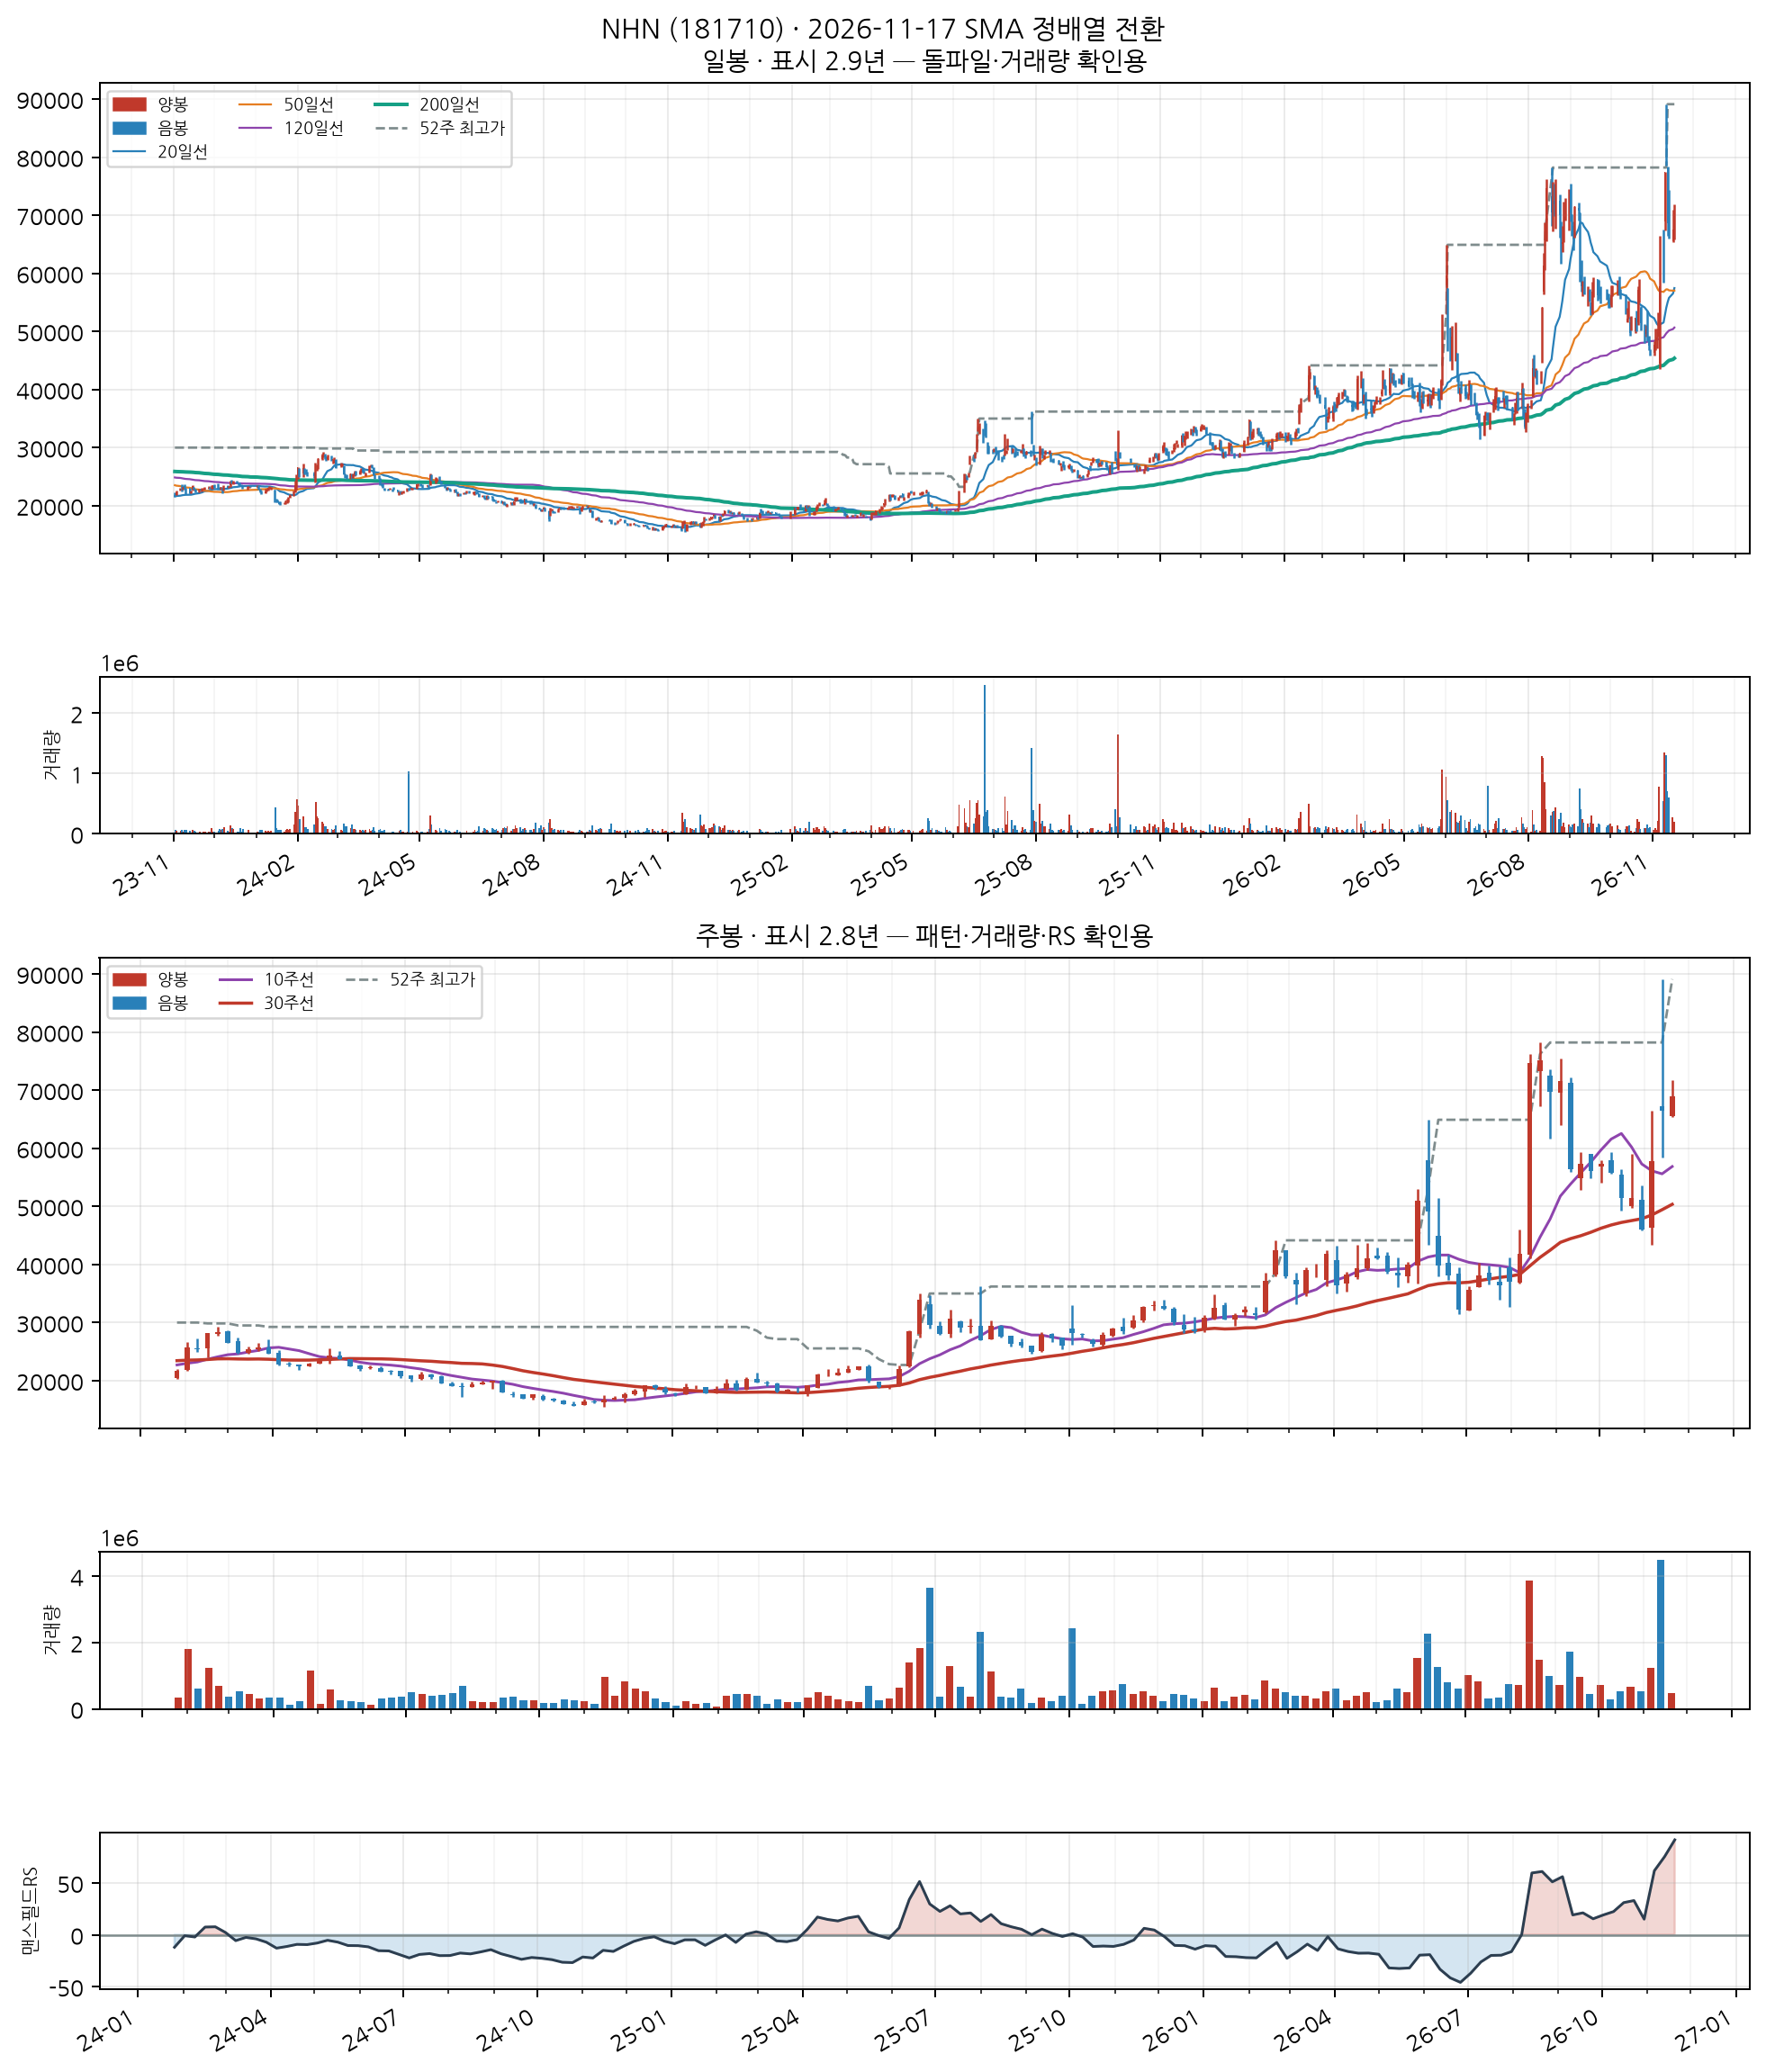 NHN (181710) · 2026-11-17 SMA 정배열 전환
일봉 · 표시 2.9년 — 돌파일·거래량 확인용
양봉
음봉
20일선
50일선
120일선
200일선
52주 최고가
90000
80000
70000
60000
50000
40000
30000
20000
1e6
거래량
2
1
0
23-11
24-02
24-05
24-08
24-11
25-02
25-05
25-08
25-11
26-02
26-05
26-08
26-11
주봉 · 표시 2.8년 — 패턴·거래량·RS 확인용
양봉
음봉
10주선
30주선
52주 최고가
90000
80000
70000
60000
50000
40000
30000
20000
1e6
거래량
4
2
0
맨스필드RS
50
0
-50
24-01
24-04
24-07
24-10
25-01
25-04
25-07
25-10
26-01
26-04
26-07
26-10
27-01